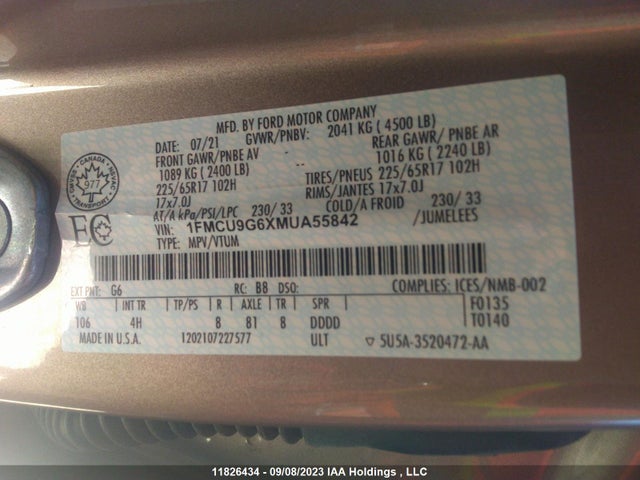 MFD. BY FORD MOTOR COMPANY
DATE: 07/21 GVWR/PNBV: 2041 KG ( 4500 LB)
FRONT GAWR/PNBE AV REAR GAWR/ PNBE AR
1089 KG ( 2400 LB) 1016 KG ( 2240 LB)
225/65R17 102H TIRES/PNEUS 225/65R17 102H
17x7.0J RIMS/JANTES 17x7.0J
AT/A kPa/PSI/LPC 230/ 33 COLD/A FROID 230/ 33
VIN: 1FMCU9G6XMUA55842 /JUMELEES
TYPE: MPV/VTUM
CANADA
977
EC
EXT PNT: G6 RC: B8 DSO: COMPLIES: ICES/NMB-002
WB INT TR TP/PS R AXLE TR SPR F0135
106 4H 8 81 8 DDDD T0140
MADE IN U.S.A. 1202107227577 ULT ▽ 5U5A-3520472-AA
11826434 - 09/08/2023 IAA Holdings , LLC